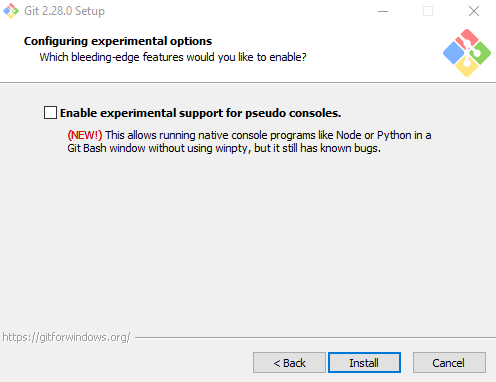 Git 2.28.0 Setup
Configuring experimental options
Which bleeding-edge features would you like to enable?
Enable experimental support for pseudo consoles.
(NEW!) This allows running native console programs like Node or Python in a
Git Bash window without using winpty, but it still has known bugs.
https://gitforwindows.org/
< Back
Install
Cancel